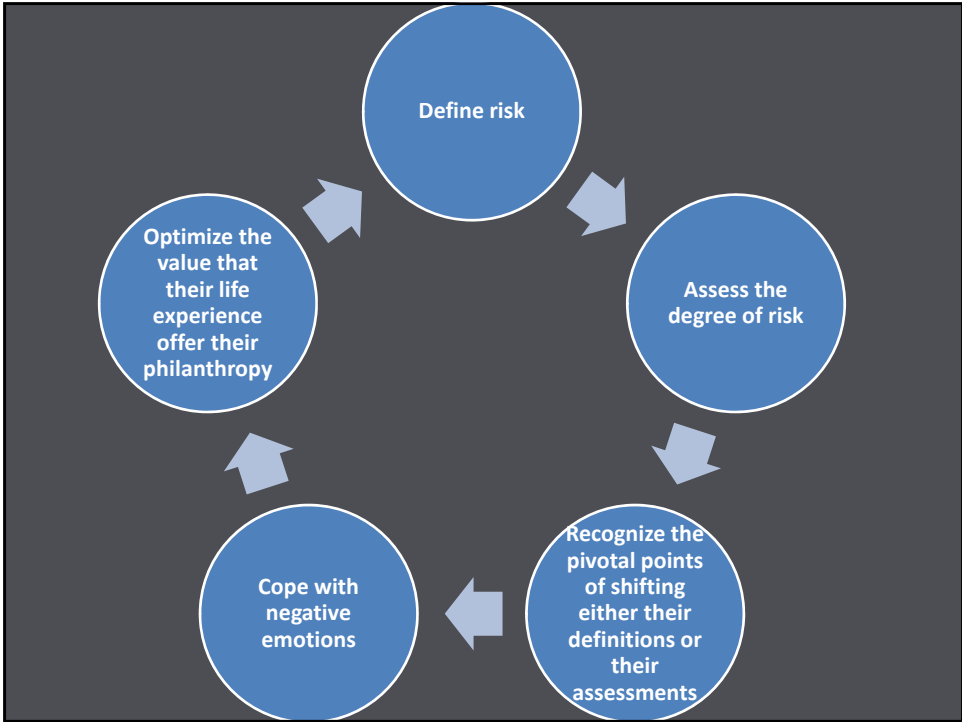 Define risk
Assess the
degree of risk
Recognize the
pivotal points
of shifting
either their
definitions or
their
assessments
Cope with
negative
emotions
Optimize the
value that
their life
experience
offer their
philanthropy